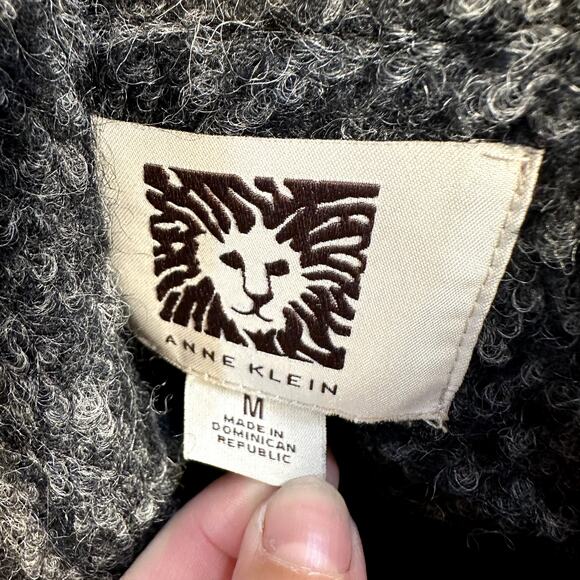 ANNE KLEIN
M
MADE IN
DOMINICAN
REPUBLIC